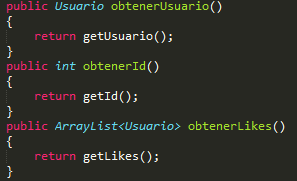 public Usuario obtenerUsuario()
{
    return getUsuario();
}
public int obtenerId()
{
    return getId();
}
public ArrayList<Usuario> obtenerLikes()
{
    return getLikes();
}